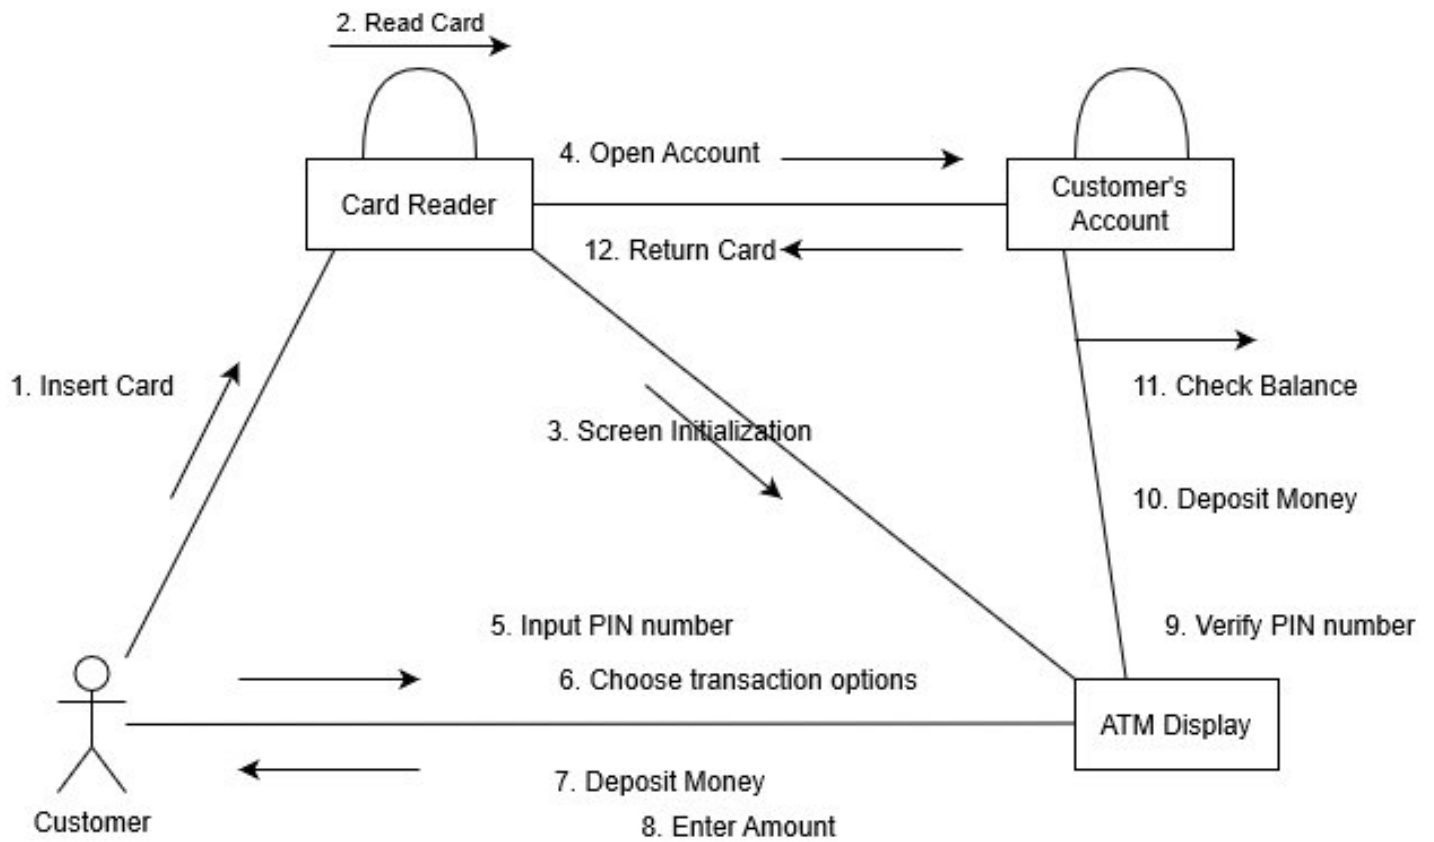 2. Read Card
4. Open Account
Customer's
Account
Card Reader
12. Return Card
1. Insert Card
11. Check Balance
3. Screen Initialization
10. Deposit Money
5. Input PIN number
9. Verify PIN number
6. Choose transaction options
ATM Display
7. Deposit Money
Customer
8. Enter Amount